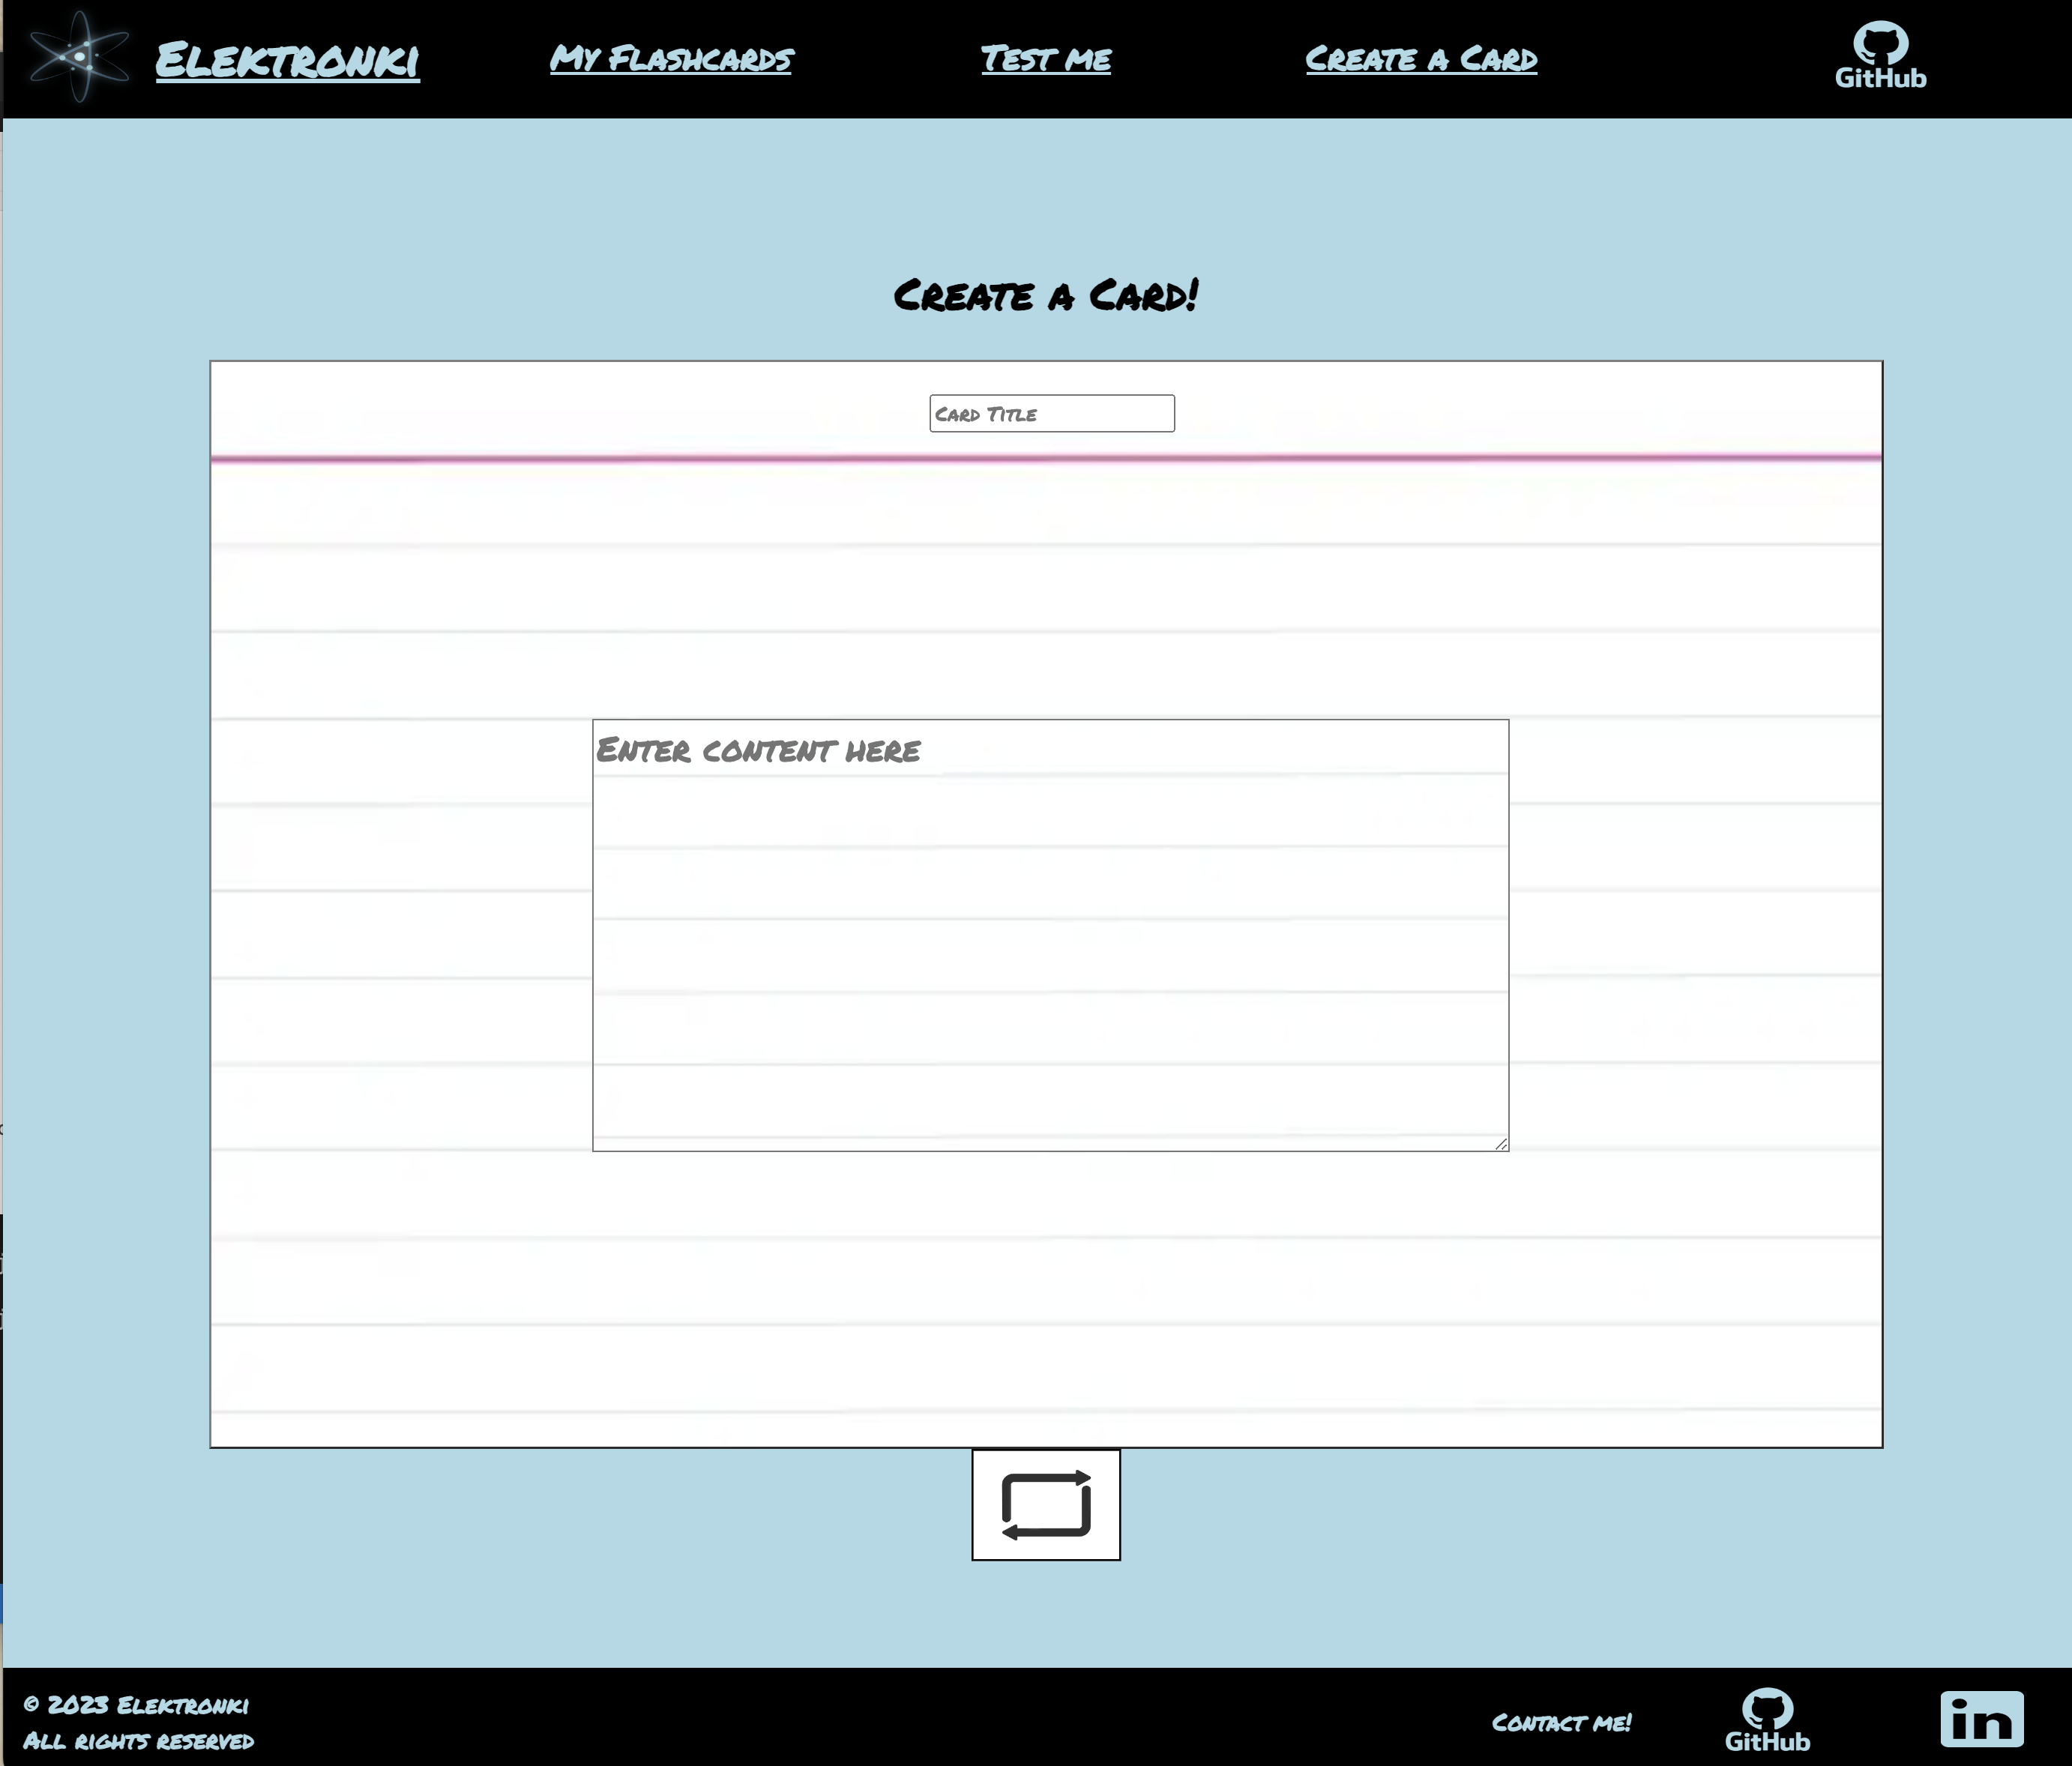 Elektronki
My Flashcards
Test me
Create a Card
GitHub
Create a Card!
Card Title
Enter content here
© 2023 Elektronki
All rights reserved
Contact me!
GitHub
in